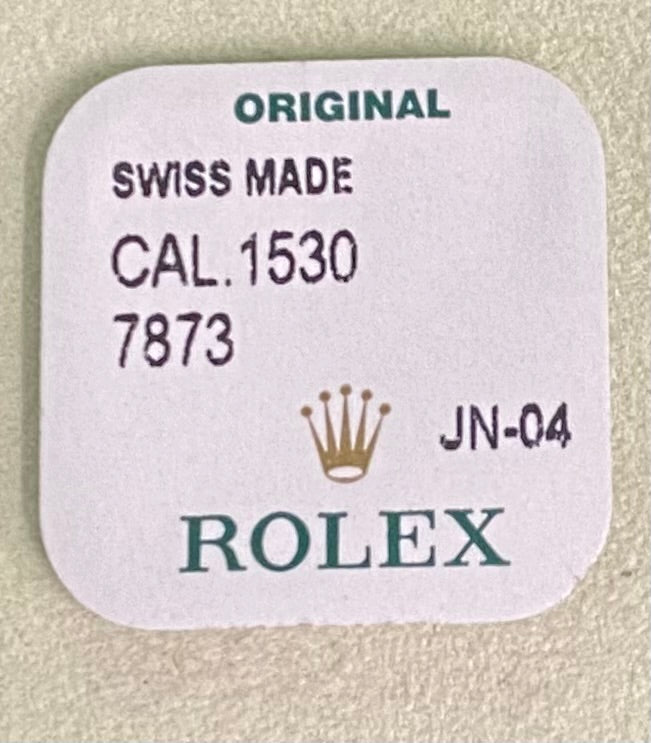 ORIGINAL
SWISS MADE
CAL.1530
7873
JN-04
ROLEX